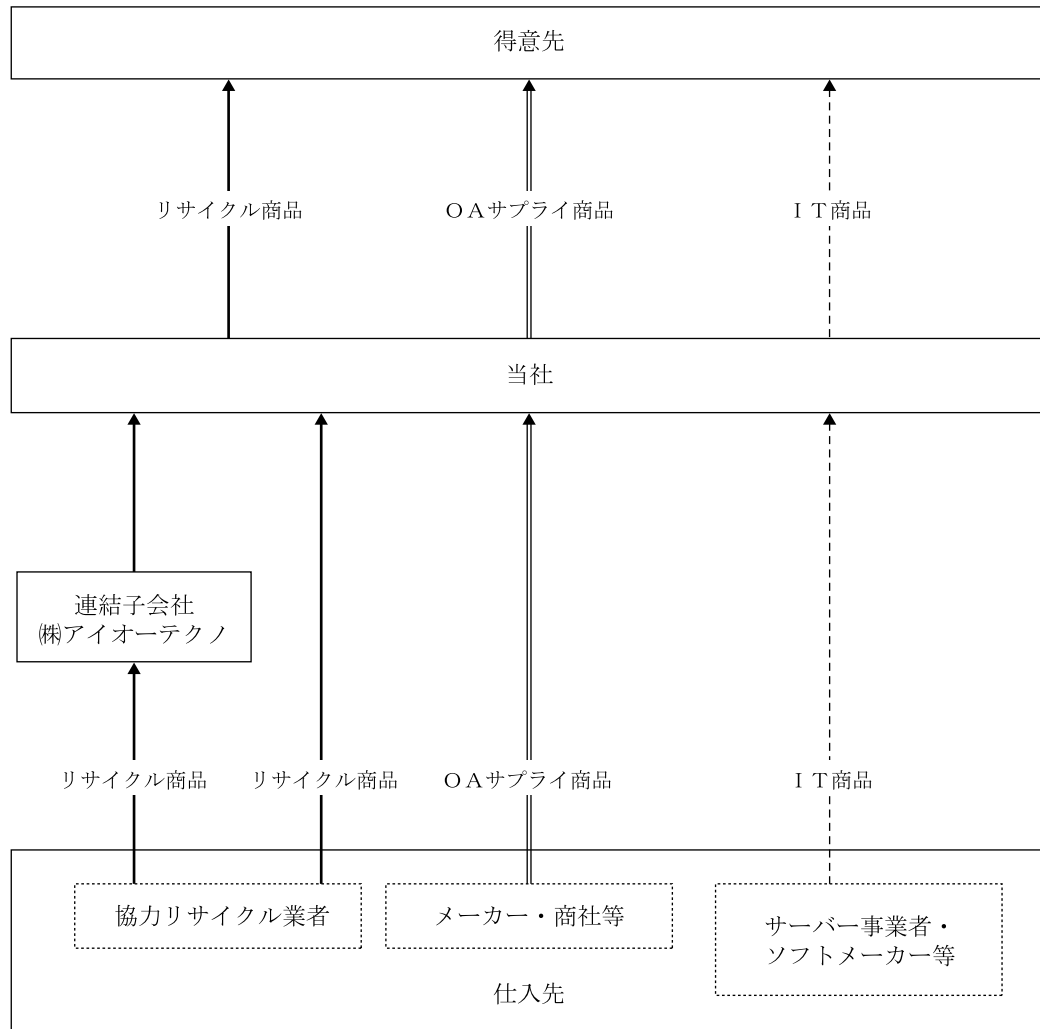 得意先
リサイクル商品
ＯＡサプライ商品
ＩＴ商品
当社
連結子会社
㈱アイオーテクノ
リサイクル商品
リサイクル商品
ＯＡサプライ商品
ＩＴ商品
協力リサイクル業者
メーカー・商社等
サーバー事業者・
ソフトメーカー等
仕入先